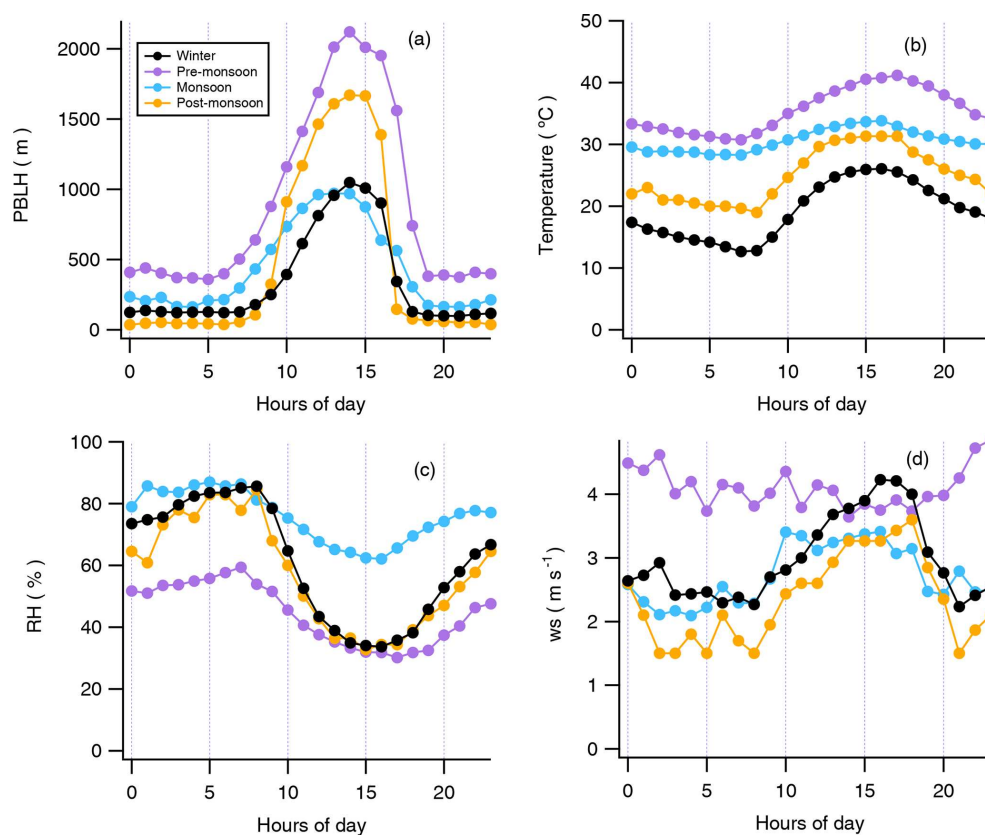 (a)
Winter
Pre-monsoon
Monsoon
Post-monsoon
PBLH ( m )
2000
1500
1000
500
0
0 5 10 15 20
Hours of day
(b)
Temperature ( °C )
50
40
30
20
10
0
0 5 10 15 20
Hours of day
(c)
RH ( % )
100
80
60
40
20
0
0 5 10 15 20
Hours of day
(d)
ws ( m s⁻¹ )
4
3
2
1
0
0 5 10 15 20
Hours of day